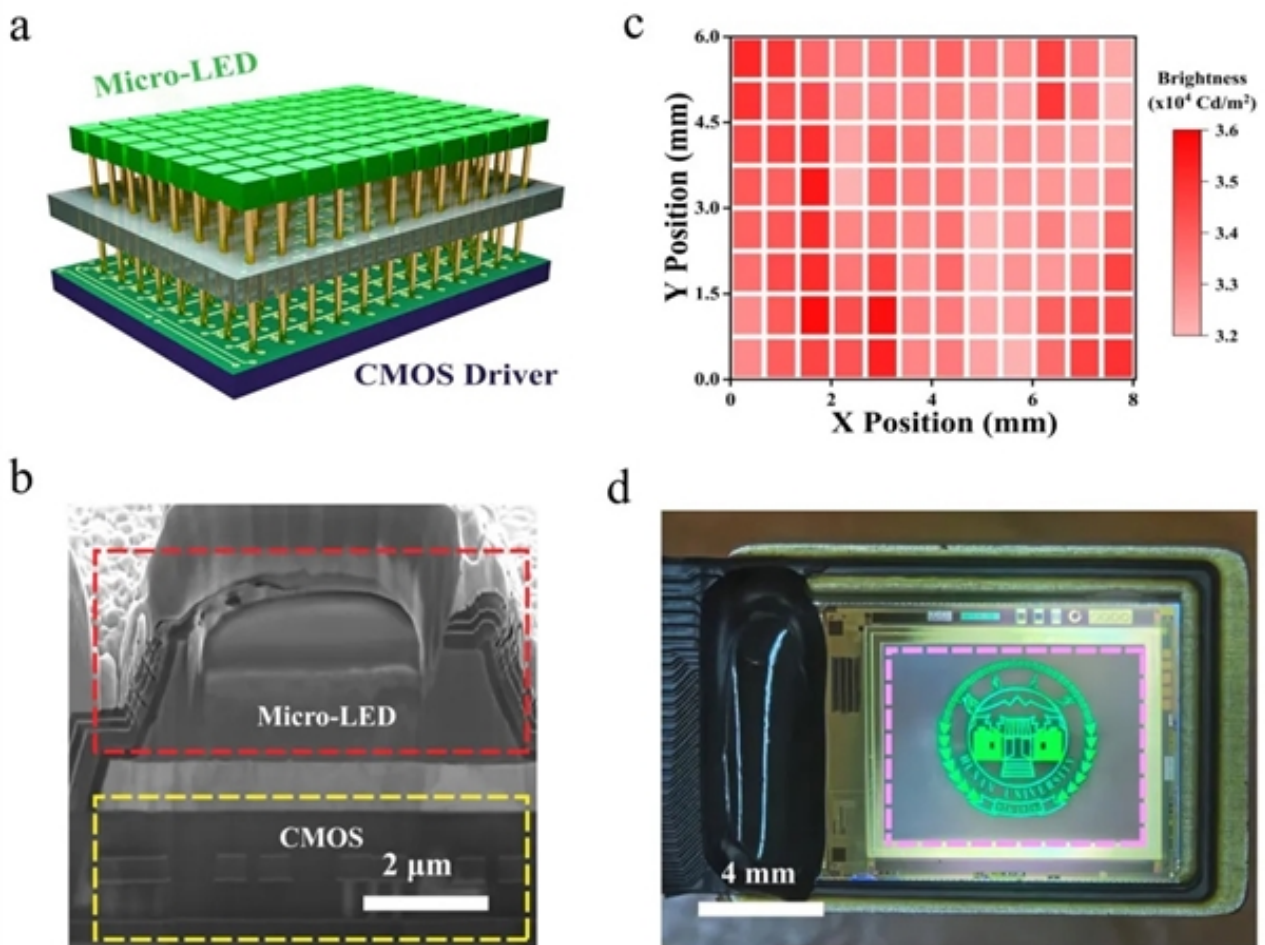 a
Micro-LED
CMOS Driver
c
Y Position (mm)
6.0
4.5
3.0
1.5
0.0
0 2 4 6 8
X Position (mm)
Brightness
(x10⁴ Cd/m²)
3.6
3.5
3.4
3.3
3.2
b
Micro-LED
CMOS
2 μm
d
HUNAN UNIVERSITY
4 mm